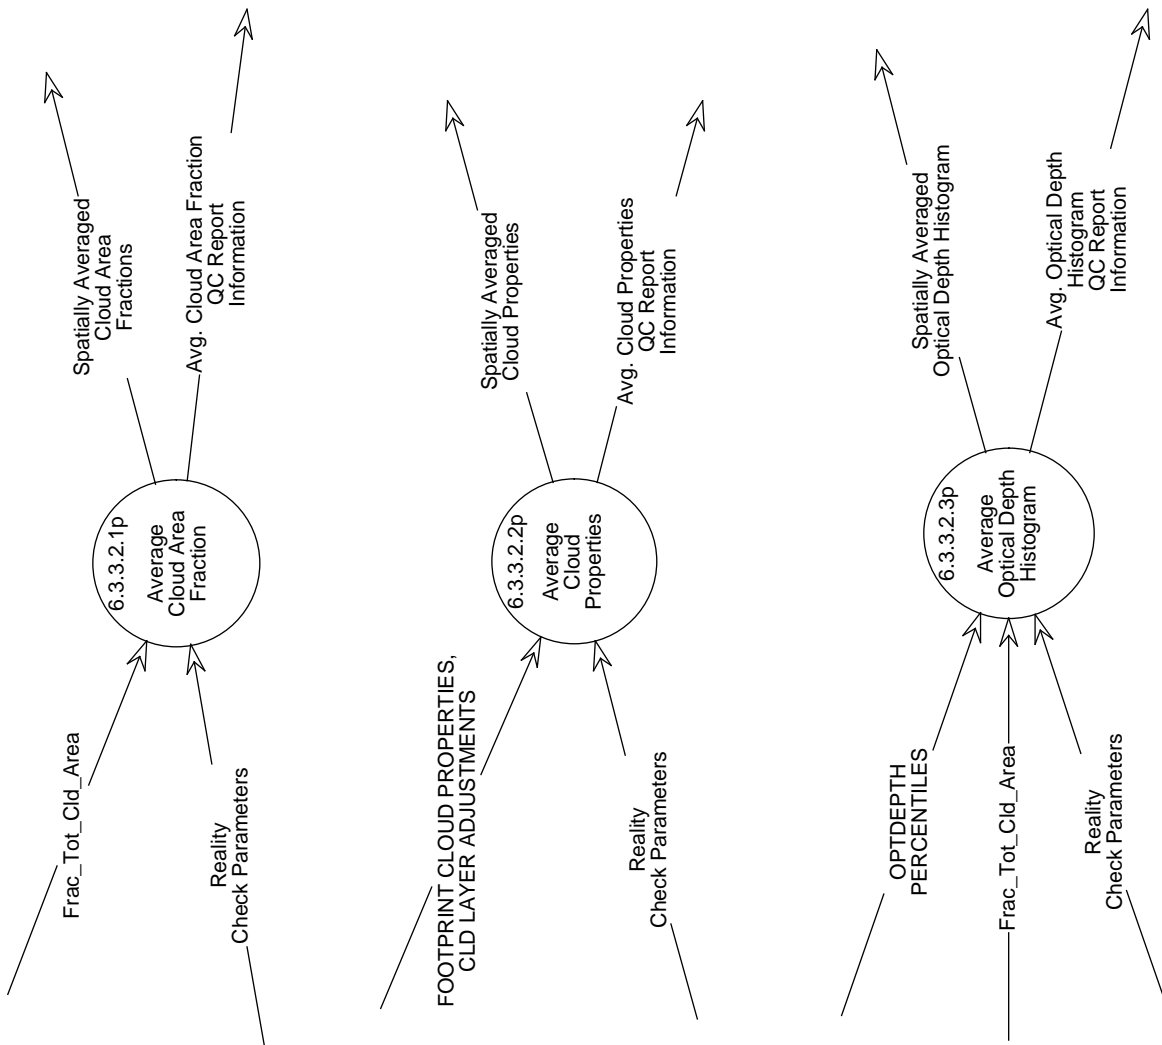 Frac_Tot_Cld_Area
Reality
Check Parameters
6.3.3.2.1p
Average
Cloud Area
Fraction
Spatially Averaged
Cloud Area
Fractions
Avg. Cloud Area Fraction
QC Report
Information
FOOTPRINT CLOUD PROPERTIES,
CLD LAYER ADJUSTMENTS
Reality
Check Parameters
6.3.3.2.2p
Average
Cloud
Properties
Spatially Averaged
Cloud Properties
Avg. Cloud Properties
QC Report
Information
OPTDEPTH
PERCENTILES
Frac_Tot_Cld_Area
Reality
Check Parameters
6.3.3.2.3p
Average
Optical Depth
Histogram
Spatially Averaged
Optical Depth Histogram
Avg. Optical Depth
Histogram
QC Report
Information